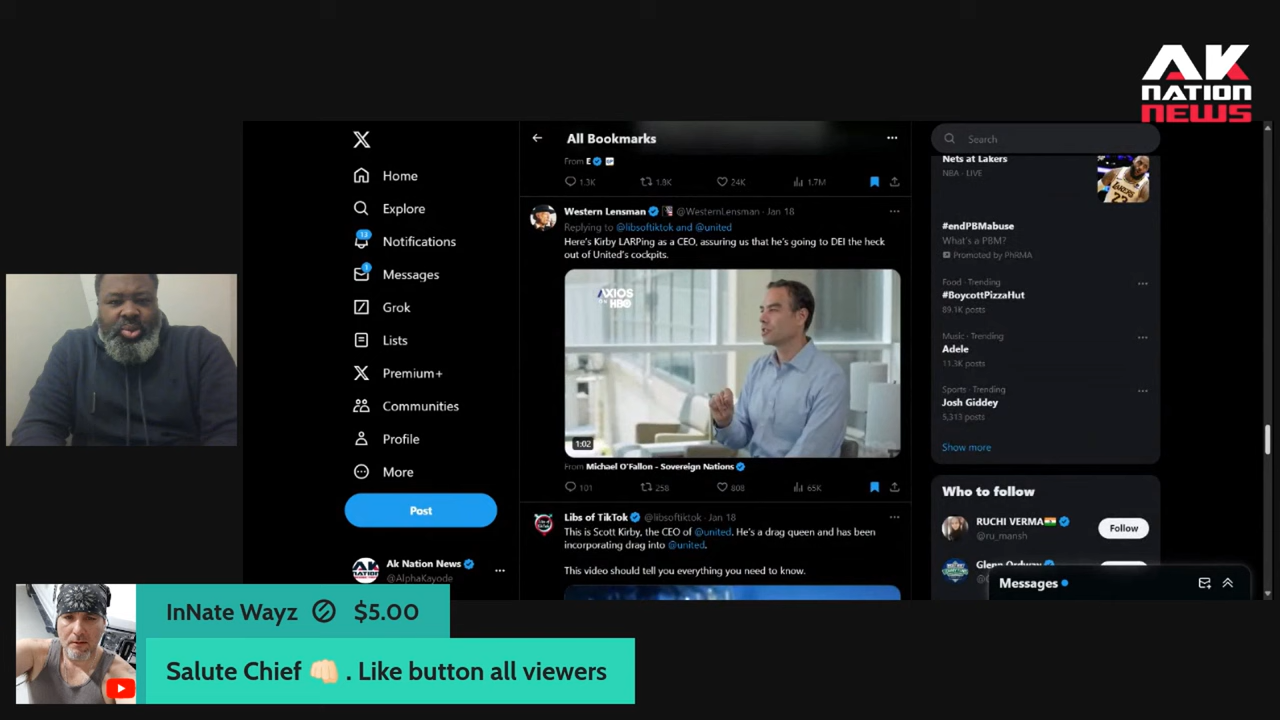 AK
NATION
NEWS
All Bookmarks
Home
Explore
13
Notifications
1
Messages
Grok
Lists
Premium+
Communities
Profile
More
Post
Ak Nation News
@AlphaKayode
From E
1.3K 1.8K 24K 1.7M
Western Lensman @WesternLensman · Jan 18
Replying to @libsoftiktok and @united
Here's Kirby LARPing as a CEO, assuring us that he's going to DEI the heck
out of United's cockpits.
AXIOS
HBO
1:02
From Michael O'Fallon - Sovereign Nations
101 258 808 65K
Libs of TikTok @libsoftiktok · Jan 18
This is Scott Kirby, the CEO of @united. He's a drag queen and has been
incorporating drag into @united.
This video should tell you everything you need to know.
Search
Nets at Lakers
NBA · LIVE
#endPBMabuse
What's a PBM?
Promoted by PhRMA
Food · Trending
#BoycottPizzaHut
89.1K posts
Music · Trending
Adele
11.3K posts
Sports · Trending
Josh Giddey
5,313 posts
Show more
Who to follow
RUCHI VERMA
@ru_mansh
Follow
Glenn Ordway
Messages
InNate Wayz $5.00
Salute Chief 👊🏻 . Like button all viewers